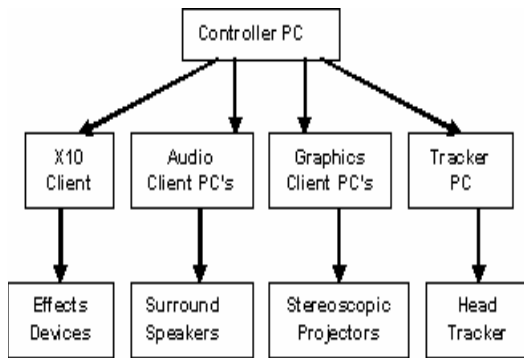 Controller PC
X10
Client
Audio
Client PC's
Graphics
Client PC's
Tracker
PC
Effects
Devices
Surround
Speakers
Stereoscopic
Projectors
Head
Tracker